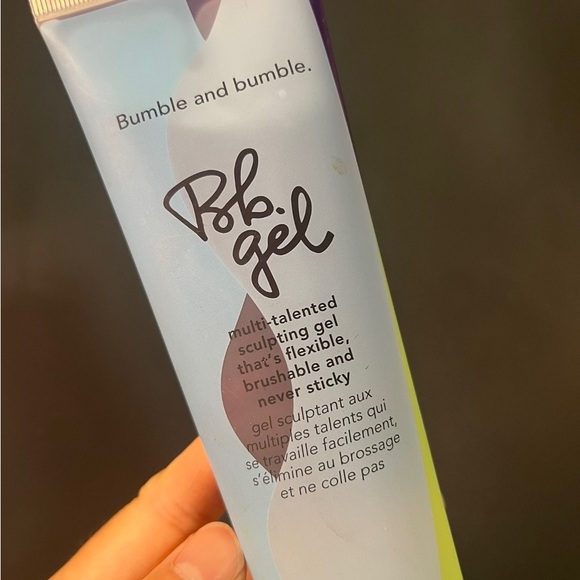 Bumble and bumble.
Bb.
gel
multi-talented
sculpting gel
that's flexible,
brushable and
never sticky
gel sculptant aux
multiples talents qui
se travaille facilement,
s'élimine au brossage
et ne colle pas